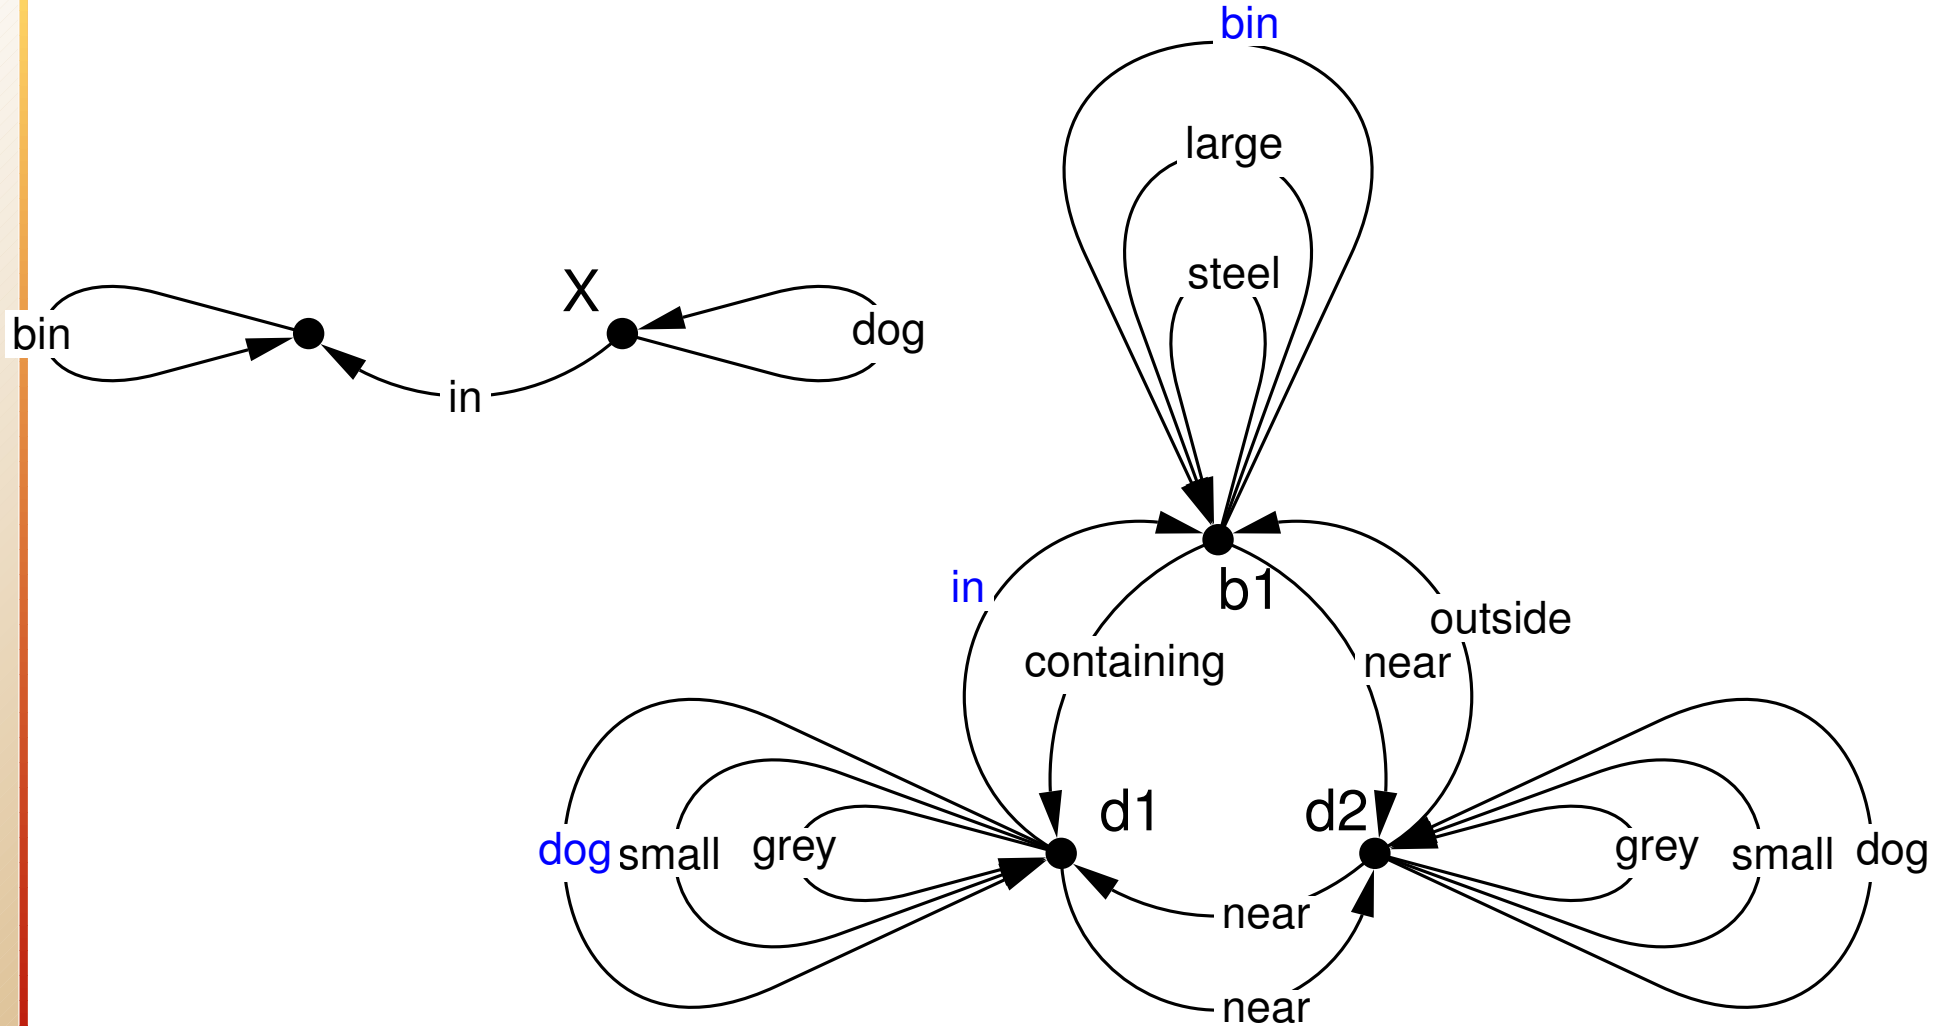 bin
large
steel
X
bin
dog
in
in
b1
outside
containing
near
d1
d2
dog
small
grey
grey
small
dog
near
near